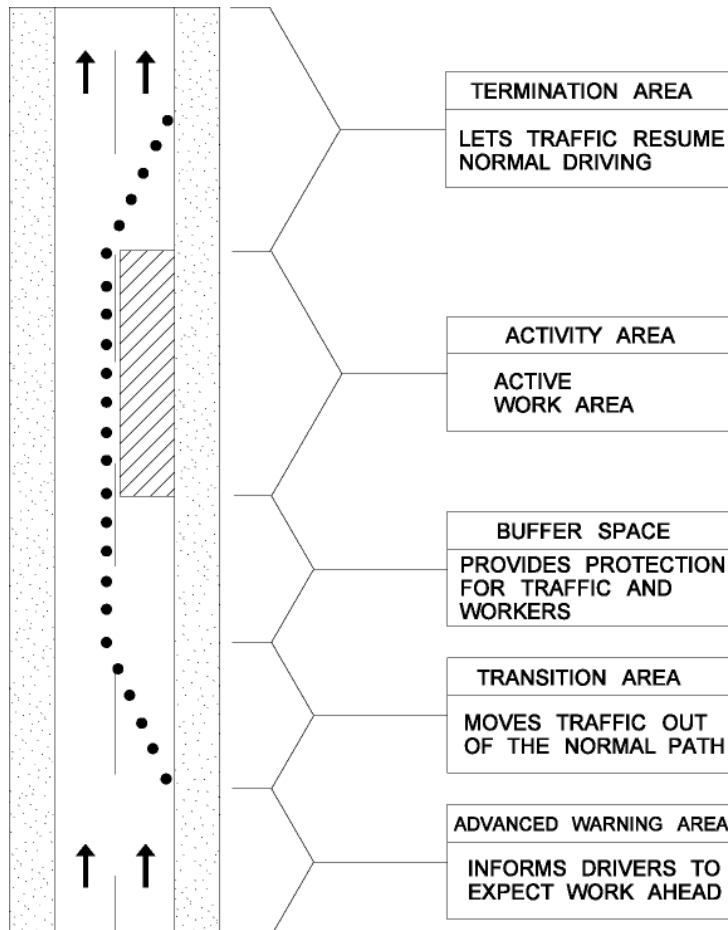 TERMINATION AREA
LETS TRAFFIC RESUME
NORMAL DRIVING
ACTIVITY AREA
ACTIVE
WORK AREA
BUFFER SPACE
PROVIDES PROTECTION
FOR TRAFFIC AND
WORKERS
TRANSITION AREA
MOVES TRAFFIC OUT
OF THE NORMAL PATH
ADVANCED WARNING AREA
INFORMS DRIVERS TO
EXPECT WORK AHEAD